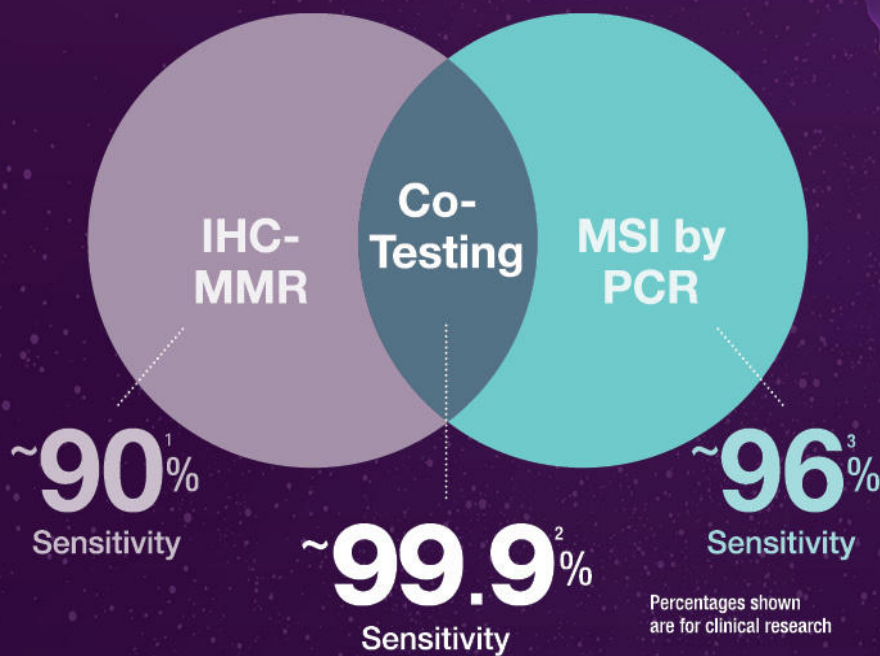 IHC-
MMR
Co-
Testing
MSI by
PCR
~90¹%
Sensitivity
~99.9²%
Sensitivity
~96³%
Sensitivity
Percentages shown
are for clinical research